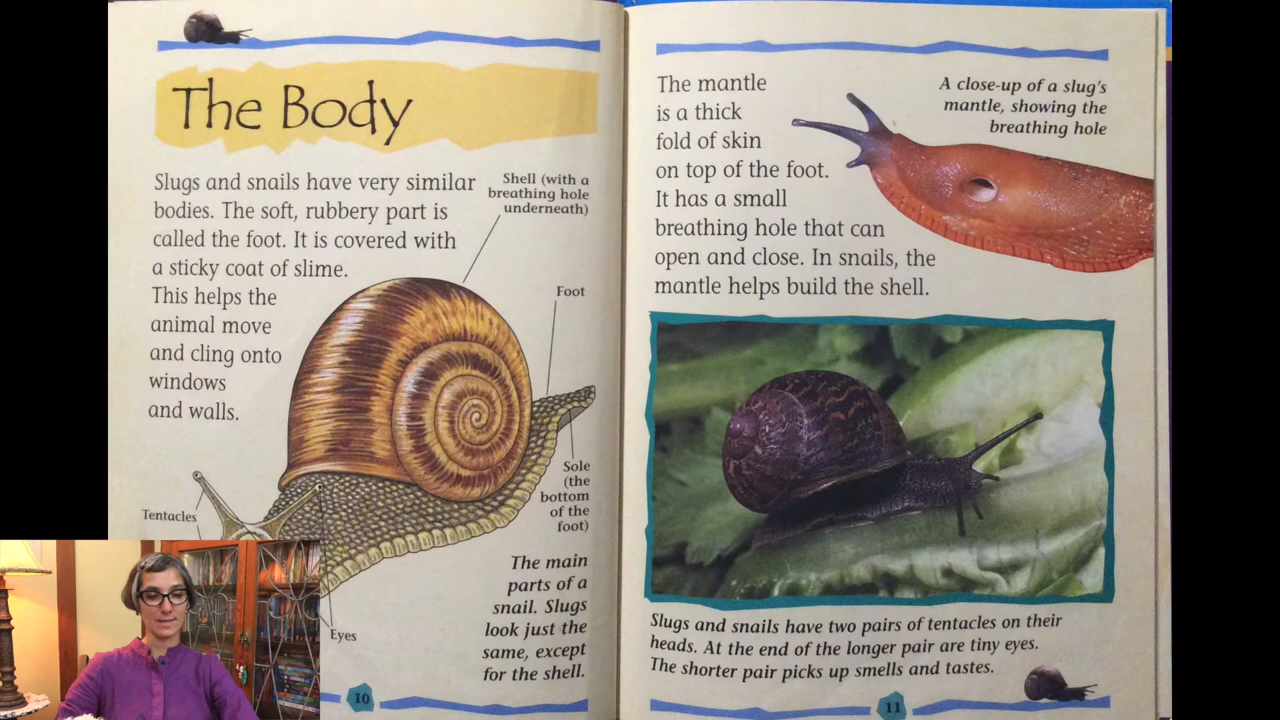 The Body
Slugs and snails have very similar
bodies. The soft, rubbery part is
called the foot. It is covered with
a sticky coat of slime.
This helps the
animal move
and cling onto
windows
and walls.
Shell (with a
breathing hole
underneath)
Foot
Sole
(the
bottom
of the
foot)
Tentacles
Eyes
The main
parts of a
snail. Slugs
look just the
same, except
for the shell.
10
The mantle
is a thick
fold of skin
on top of the foot.
It has a small
breathing hole that can
open and close. In snails, the
mantle helps build the shell.
A close-up of a slug's
mantle, showing the
breathing hole
Slugs and snails have two pairs of tentacles on their
heads. At the end of the longer pair are tiny eyes.
The shorter pair picks up smells and tastes.
11